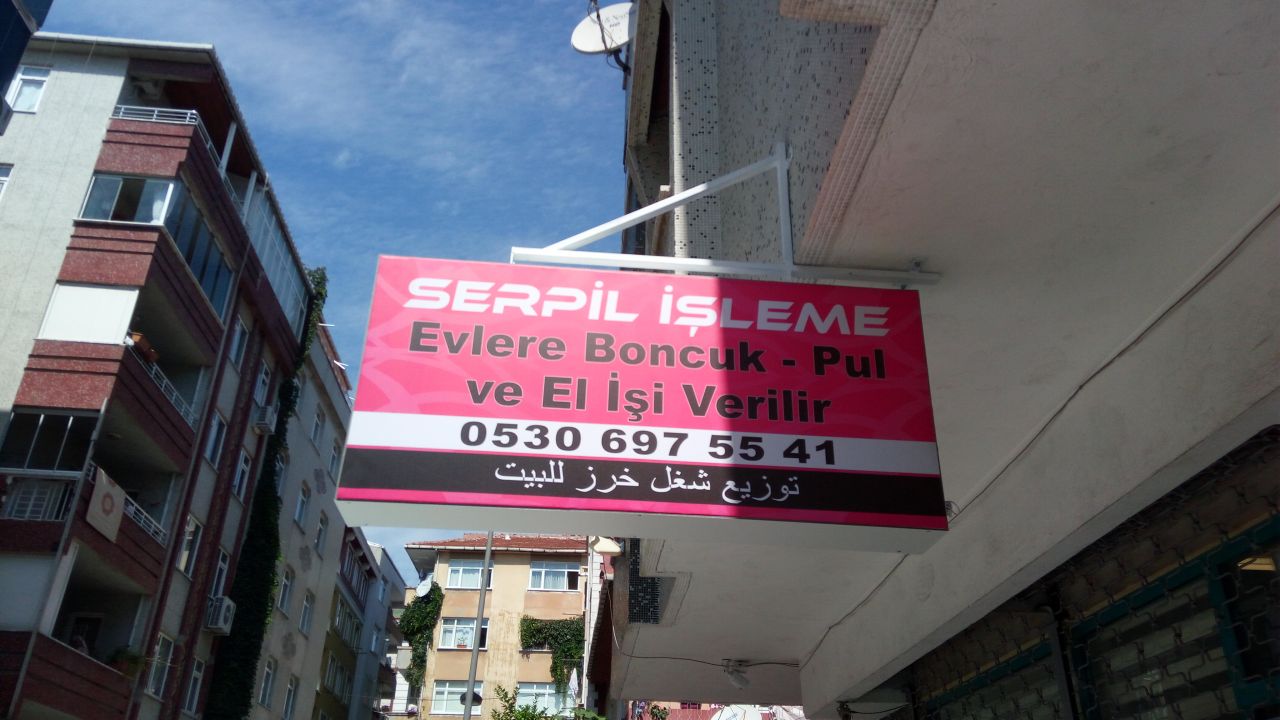 SERPİL İŞLEME
Evlere Boncuk - Pul
ve El İşi Verilir
0530 697 55 41
توزيع شغل خرز للبيت